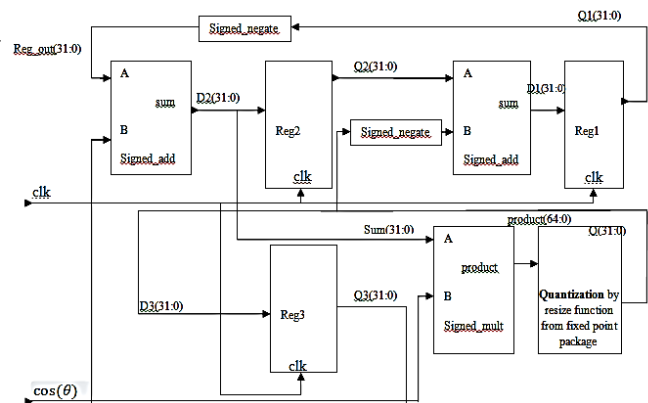 Q1(31:0)
Signed_negate
Reg_out(31:0)
A
sum
B
Signed_add
D2(31:0)
Reg2
clk
Q2(31:0)
Signed_negate
A
sum
B
Signed_add
D1(31:0)
Reg1
clk
clk
product(64:0)
Sum(31:0)
Q(31:0)
A
product
B
Signed_mult
Quantization by
resize function
from fixed point
package
D3(31:0)
Reg3
clk
Q3(31:0)
cos(θ)